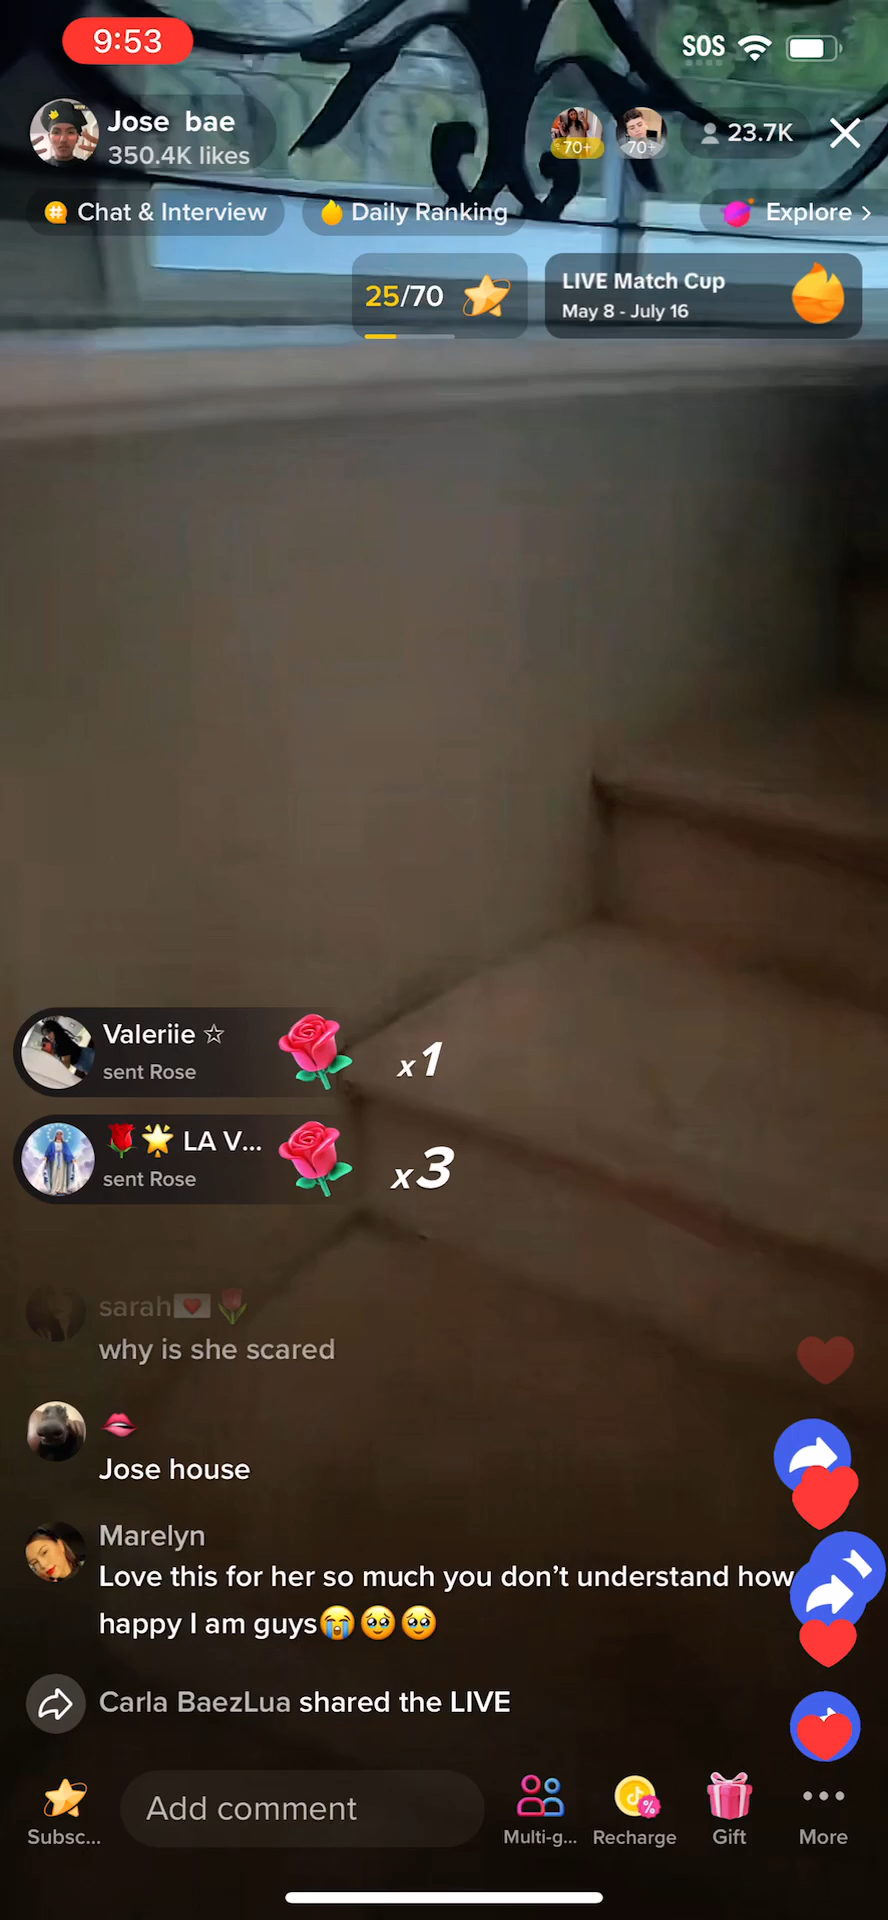 9:53
SOS
Jose bae
350.4K likes
70+
70+
23.7K
Chat & Interview
Daily Ranking
Explore >
25/70
LIVE Match Cup
May 8 - July 16
Valeriie ☆
sent Rose
x1
🌹🌟 LA V...
sent Rose
x3
sarah💌🌷
why is she scared
🫦
Jose house
Marelyn
Love this for her so much you don’t understand how
happy I am guys😭🥹🥹
Carla BaezLua shared the LIVE
Add comment
Subsc...
Multi-g...
Recharge
Gift
More